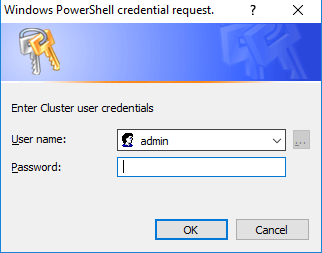 Windows PowerShell credential request.
Enter Cluster user credentials
User name: admin
...
Password:
OK Cancel